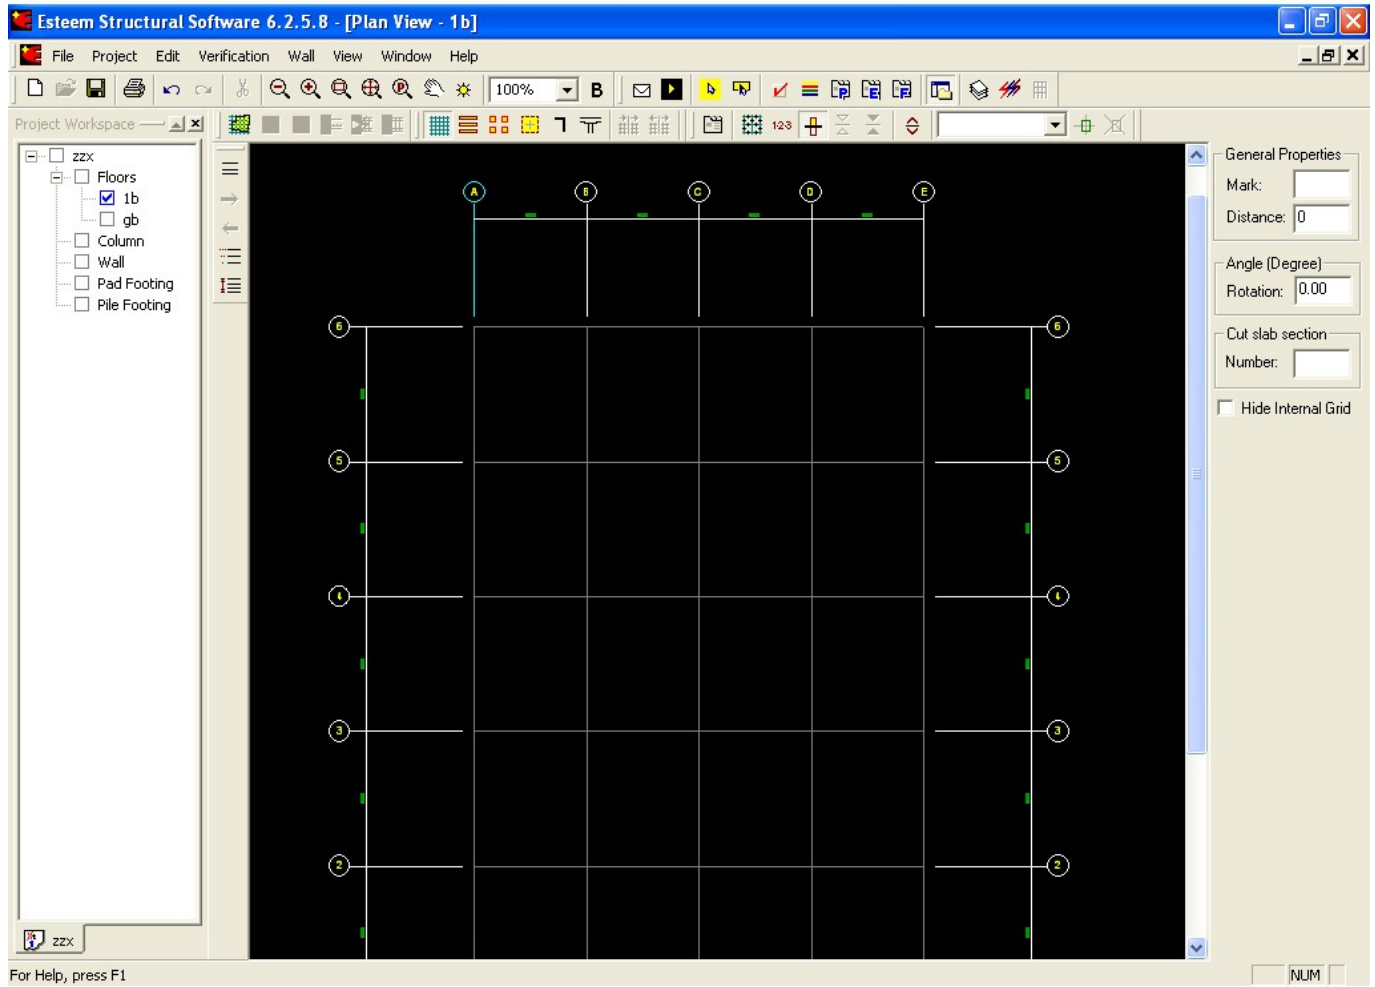 Esteem Structural Software 6.2.5.8 - [Plan View - 1b]
File Project Edit Verification Wall View Window Help
100% B
Project Workspace
1-2-3
zzx
Floors
1b
gb
Column
Wall
Pad Footing
Pile Footing
A B C D E
6 6
5 5
4 4
3 3
2 2
General Properties
Mark:
Distance: 0
Angle (Degree)
Rotation: 0.00
Cut slab section
Number:
Hide Internal Grid
zzx
For Help, press F1
NUM